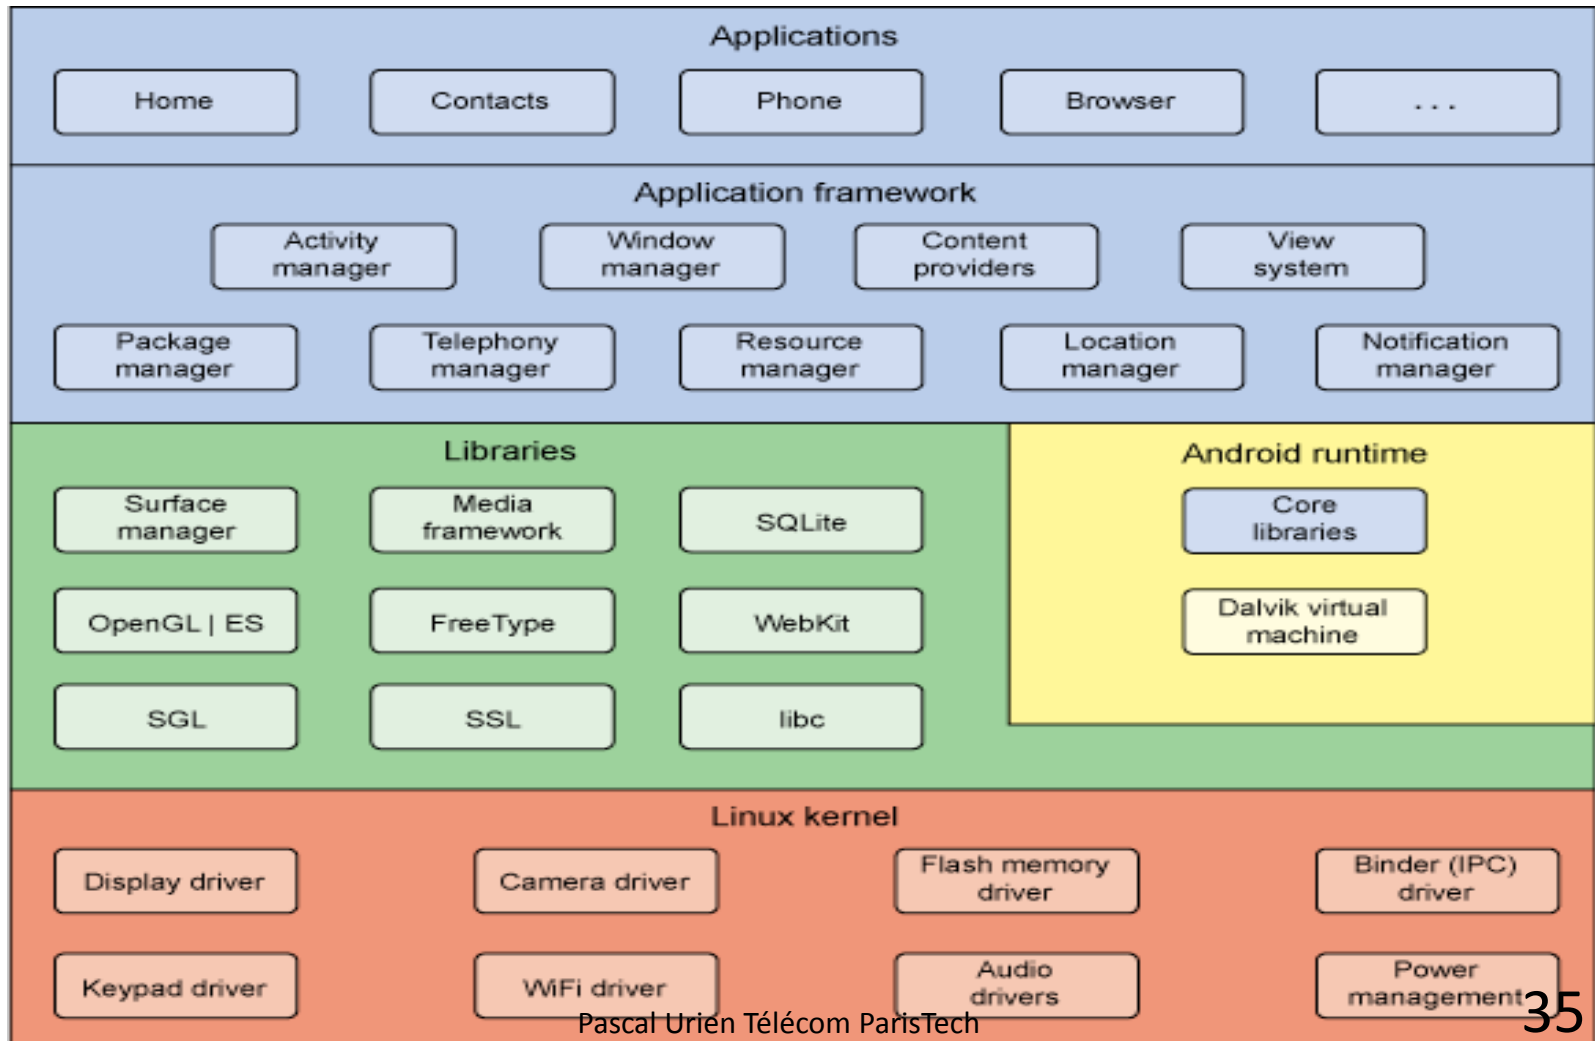 Applications
Home
Contacts
Phone
Browser
. . .
Application framework
Activity
manager
Window
manager
Content
providers
View
system
Package
manager
Telephony
manager
Resource
manager
Location
manager
Notification
manager
Libraries
Surface
manager
Media
framework
SQLite
OpenGL | ES
FreeType
WebKit
SGL
SSL
libc
Android runtime
Core
libraries
Dalvik virtual
machine
Linux kernel
Display driver
Camera driver
Flash memory
driver
Binder (IPC)
driver
Keypad driver
WiFi driver
Audio
drivers
Power
management
Pascal Urien Télécom ParisTech
35